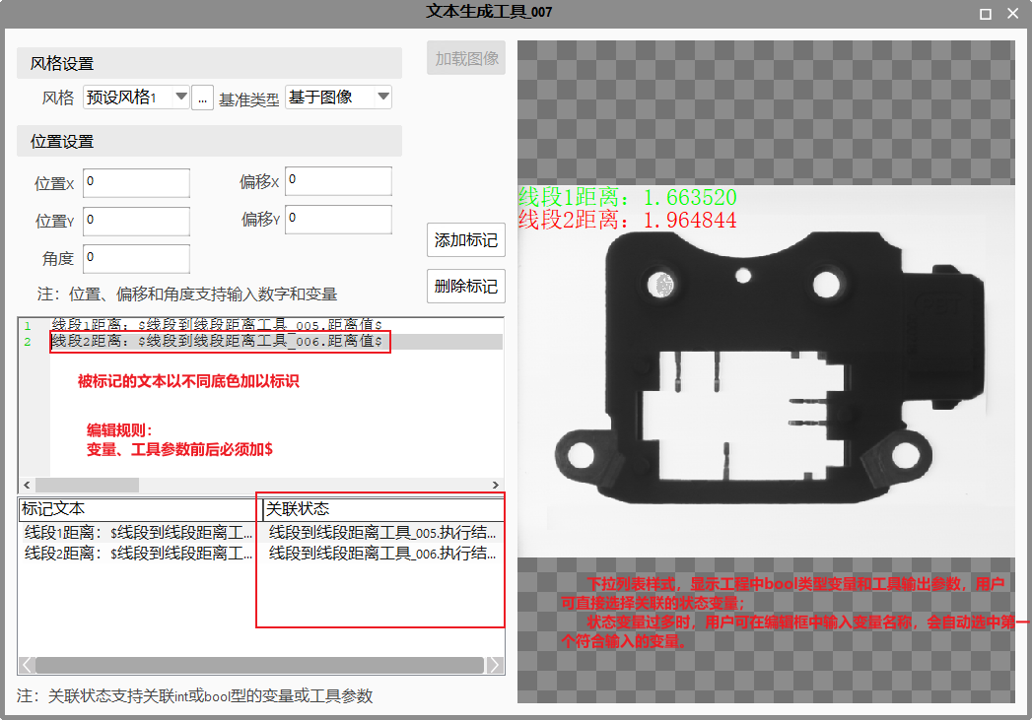 文本生成工具_007
风格设置
加载图像
风格 预设风格1 ... 基准类型 基于图像
位置设置
位置X 0 偏移X 0
位置Y 0 偏移Y 0
角度 0
添加标记
删除标记
注：位置、偏移和角度支持输入数字和变量
1 线段1距离：$线段到线段距离工具_005.距离值$
2 线段2距离：$线段到线段距离工具_006.距离值$
被标记的文本以不同底色加以标识
编辑规则：
变量、工具参数前后必须加$
标记文本 关联状态
线段1距离：$线段到线段距离工... 线段到线段距离工具_005.执行结...
线段2距离：$线段到线段距离工... 线段到线段距离工具_006.执行结...
注：关联状态支持关联int或bool型的变量或工具参数
线段1距离：1.663520
线段2距离：1.964844
下拉列表样式，显示工程中bool类型变量和工具输出参数，用户
可直接选择关联的状态变量；
状态变量过多时，用户可在编辑框中输入变量名称，会自动选中第一
个符合输入的变量。